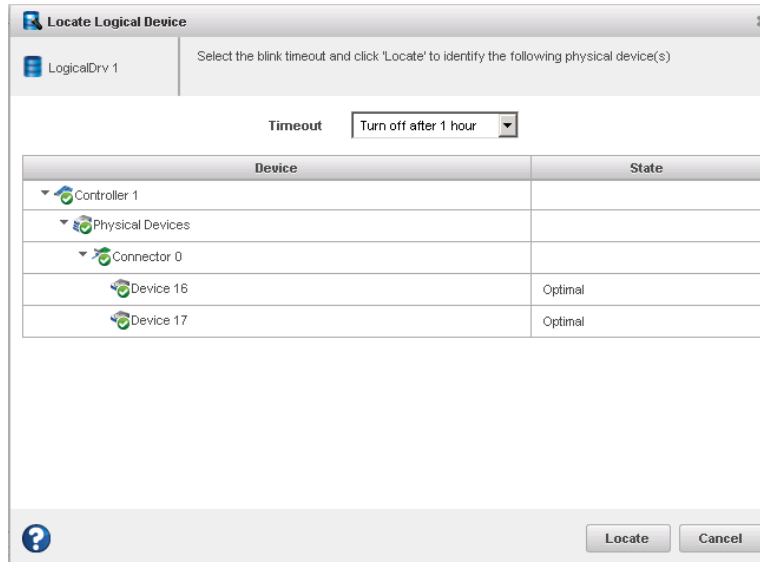 Locate Logical Device
LogicalDrv 1
Select the blink timeout and click 'Locate' to identify the following physical device(s)
Timeout Turn off after 1 hour
Device State
Controller 1
Physical Devices
Connector 0
Device 16 Optimal
Device 17 Optimal
? Locate Cancel